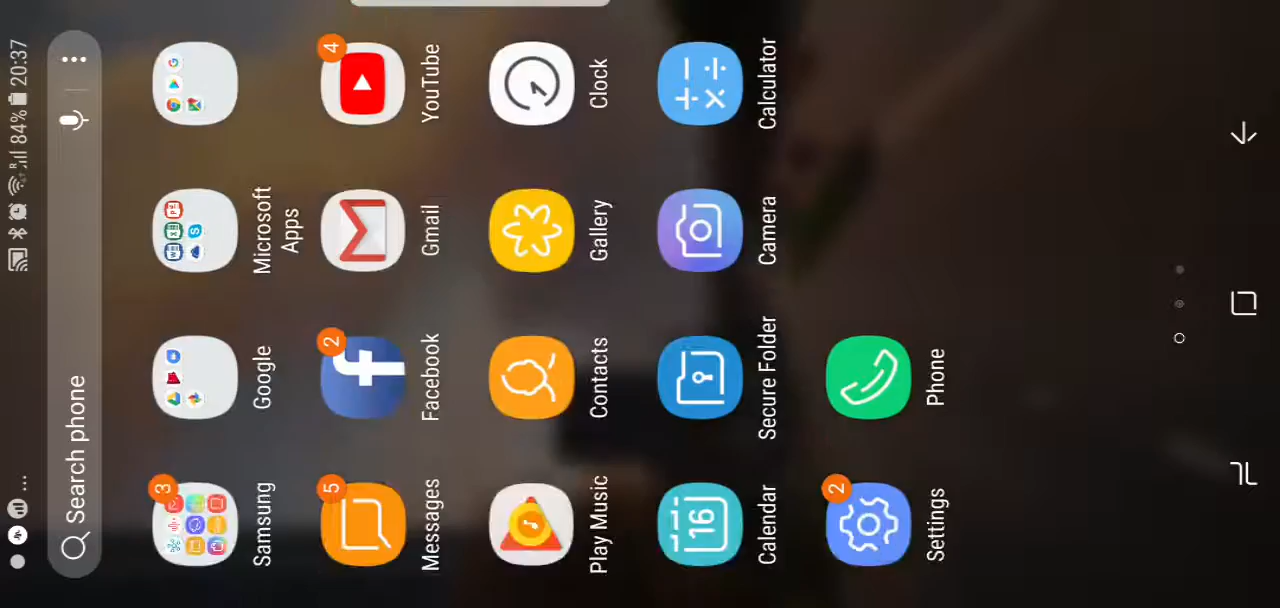 84% 20:37
Search phone
3
Samsung
Google
Microsoft
Apps
5
Messages
2
Facebook
Gmail
4
YouTube
Play Music
Contacts
Gallery
Clock
16
Calendar
Secure Folder
Camera
Calculator
2
Settings
Phone